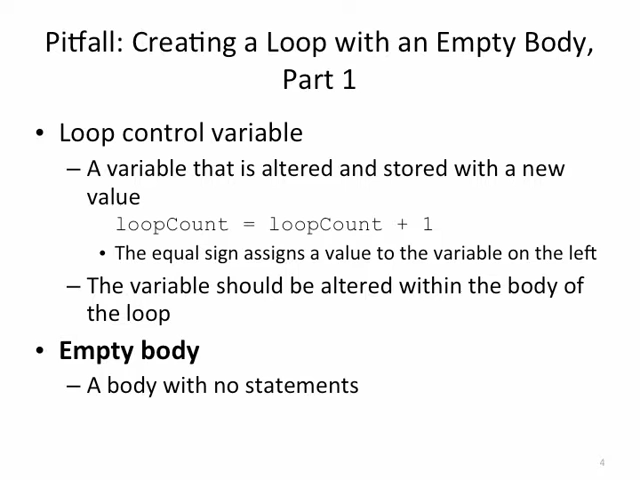 Pitfall: Creating a Loop with an Empty Body,
Part 1
• Loop control variable
– A variable that is altered and stored with a new
value
loopCount = loopCount + 1
• The equal sign assigns a value to the variable on the left
– The variable should be altered within the body of
the loop
• Empty body
– A body with no statements
4